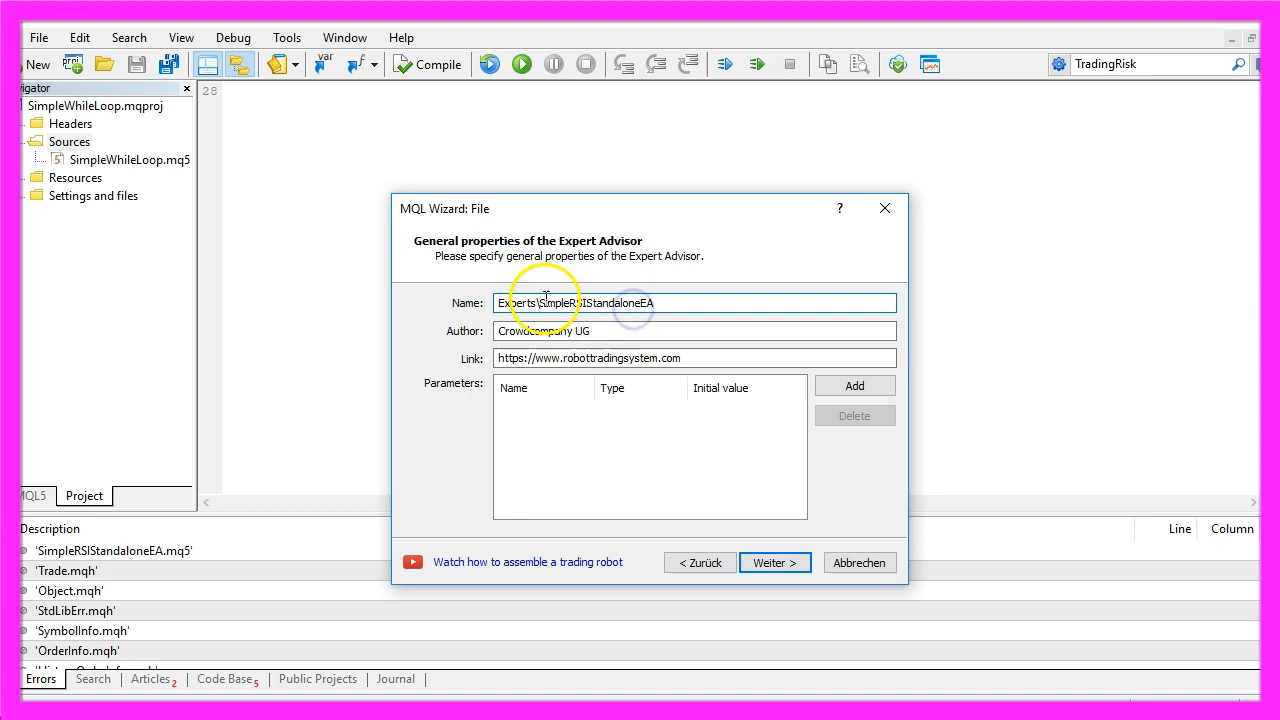 File Edit Search View Debug Tools Window Help
New Compile TradingRisk
vigator
SimpleWhileLoop.mqproj 28
Headers
Sources
SimpleWhileLoop.mq5
Resources
Settings and files
MQL Wizard: File ?
General properties of the Expert Advisor
Please specify general properties of the Expert Advisor.
Name: Experts\SimpleRSIStandaloneEA
Author: Crowdcompany UG
Link: https://www.robottradingsystem.com
Parameters: Name Type Initial value
Add
Delete
Watch how to assemble a trading robot < Zurück Weiter > Abbrechen
MQL5 Project
Description Line Column
'SimpleRSIStandaloneEA.mq5'
'Trade.mqh'
'Object.mqh'
'StdLibErr.mqh'
'SymbolInfo.mqh'
'OrderInfo.mqh'
Errors Search Articles 2 Code Base 5 Public Projects Journal